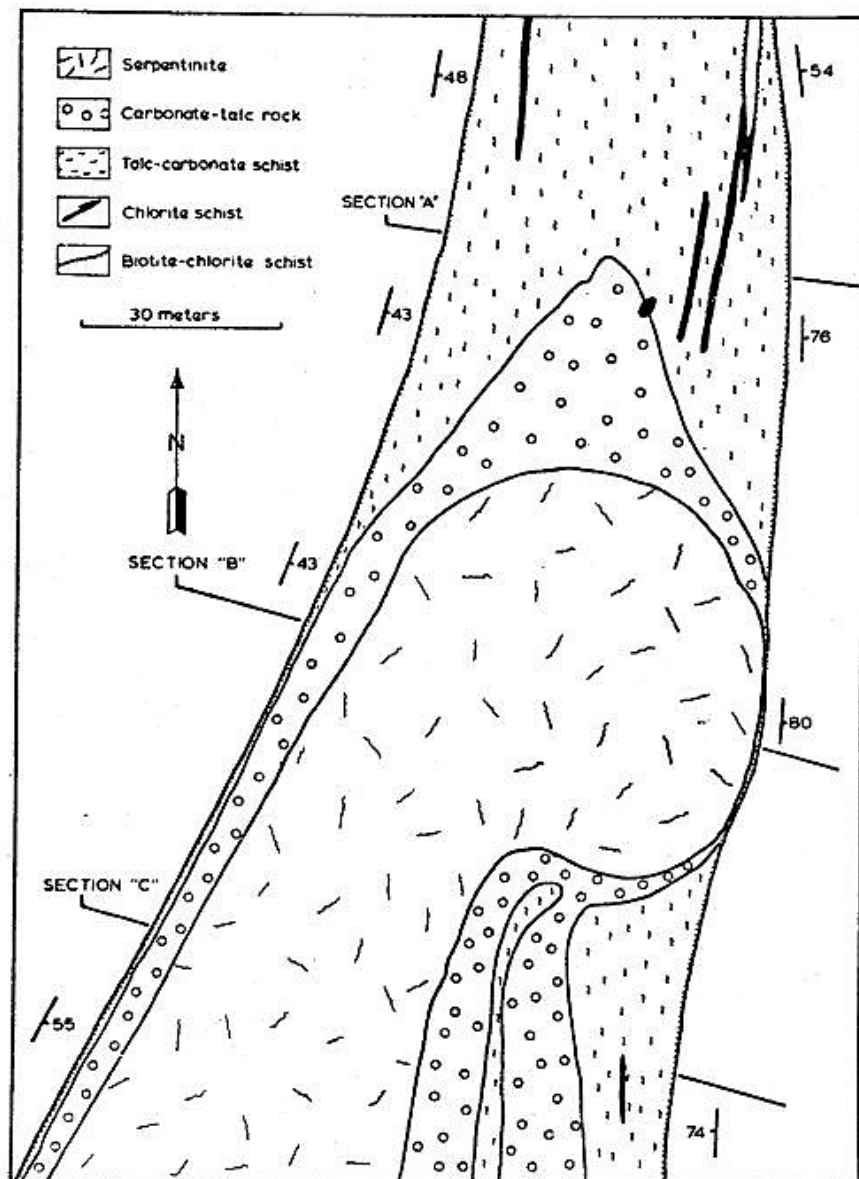 Serpentinite
Carbonate-talc rock
Talc-carbonate schist
Chlorite schist
Biotite-chlorite schist
30 meters
N
48
54
SECTION "A"
43
76
SECTION "B"
43
80
SECTION "C"
55
74